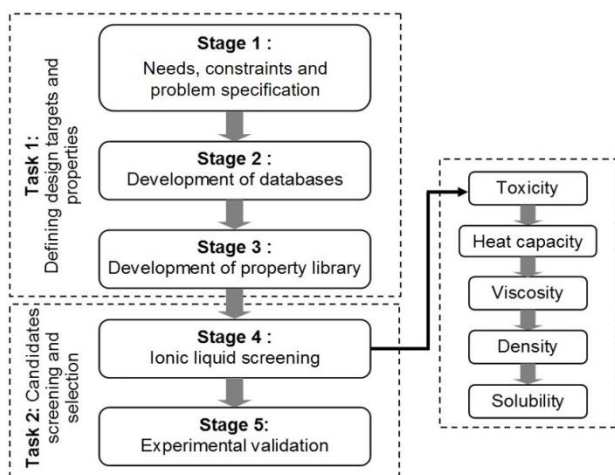 Task 1:
Defining design targets and
properties
Stage 1 :
Needs, constraints and
problem specification
Stage 2 :
Development of databases
Stage 3 :
Development of property library
Task 2: Candidates
screening and
selection
Stage 4 :
Ionic liquid screening
Stage 5:
Experimental validation
Toxicity
Heat capacity
Viscosity
Density
Solubility